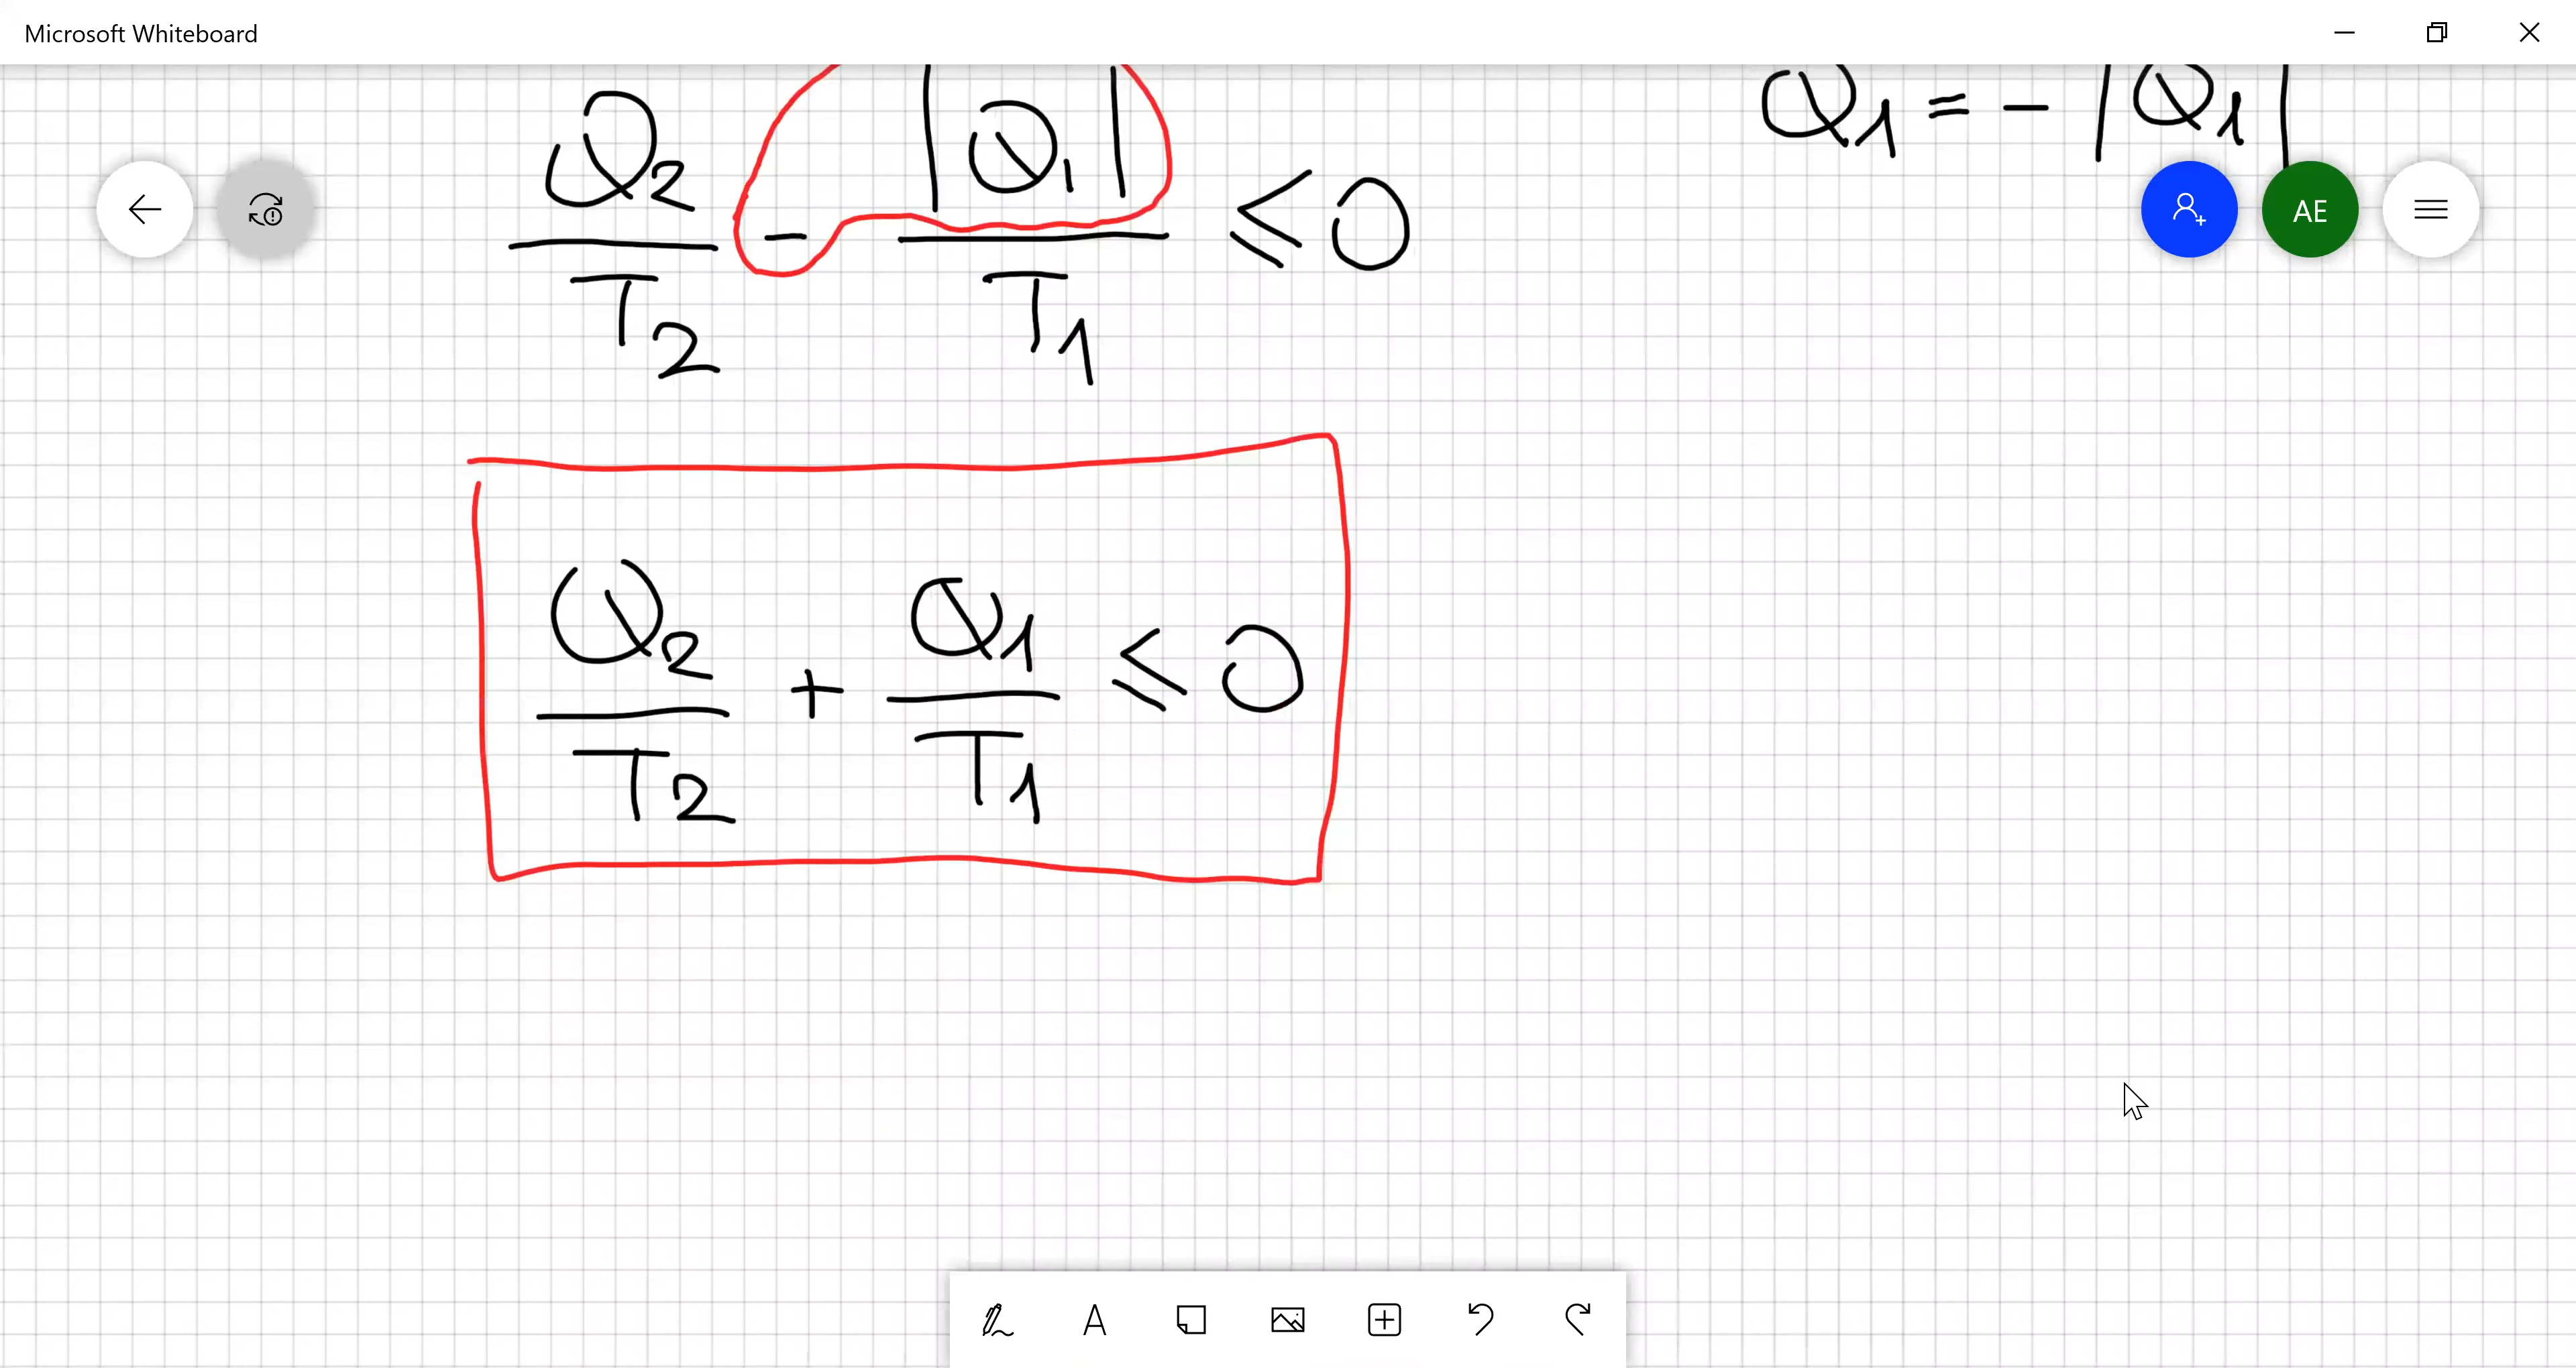 Microsoft Whiteboard
Q₁ = - |Q₁|
Q₂/T₂ - |Q₁|/T₁ ≤ 0
AE
Q₂/T₂ + Q₁/T₁ ≤ 0